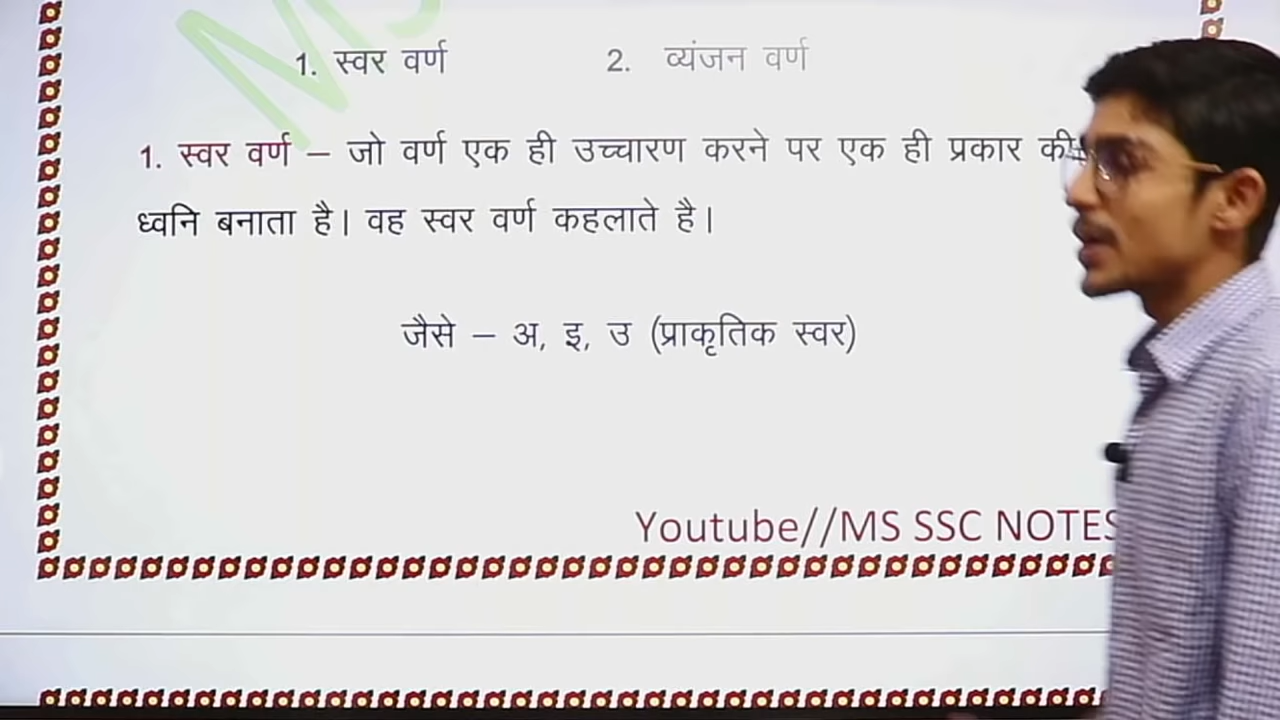 1. स्वर वर्ण 2. व्यंजन वर्ण
1. स्वर वर्ण – जो वर्ण एक ही उच्चारण करने पर एक ही प्रकार की
ध्वनि बनाता है। वह स्वर वर्ण कहलाते है।
जैसे – अ, इ, उ (प्राकृतिक स्वर)
Youtube//MS SSC NOTES